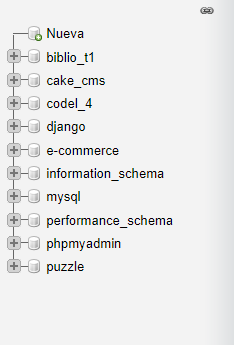 Nueva
biblio_t1
cake_cms
codel_4
django
e-commerce
information_schema
mysql
performance_schema
phpmyadmin
puzzle